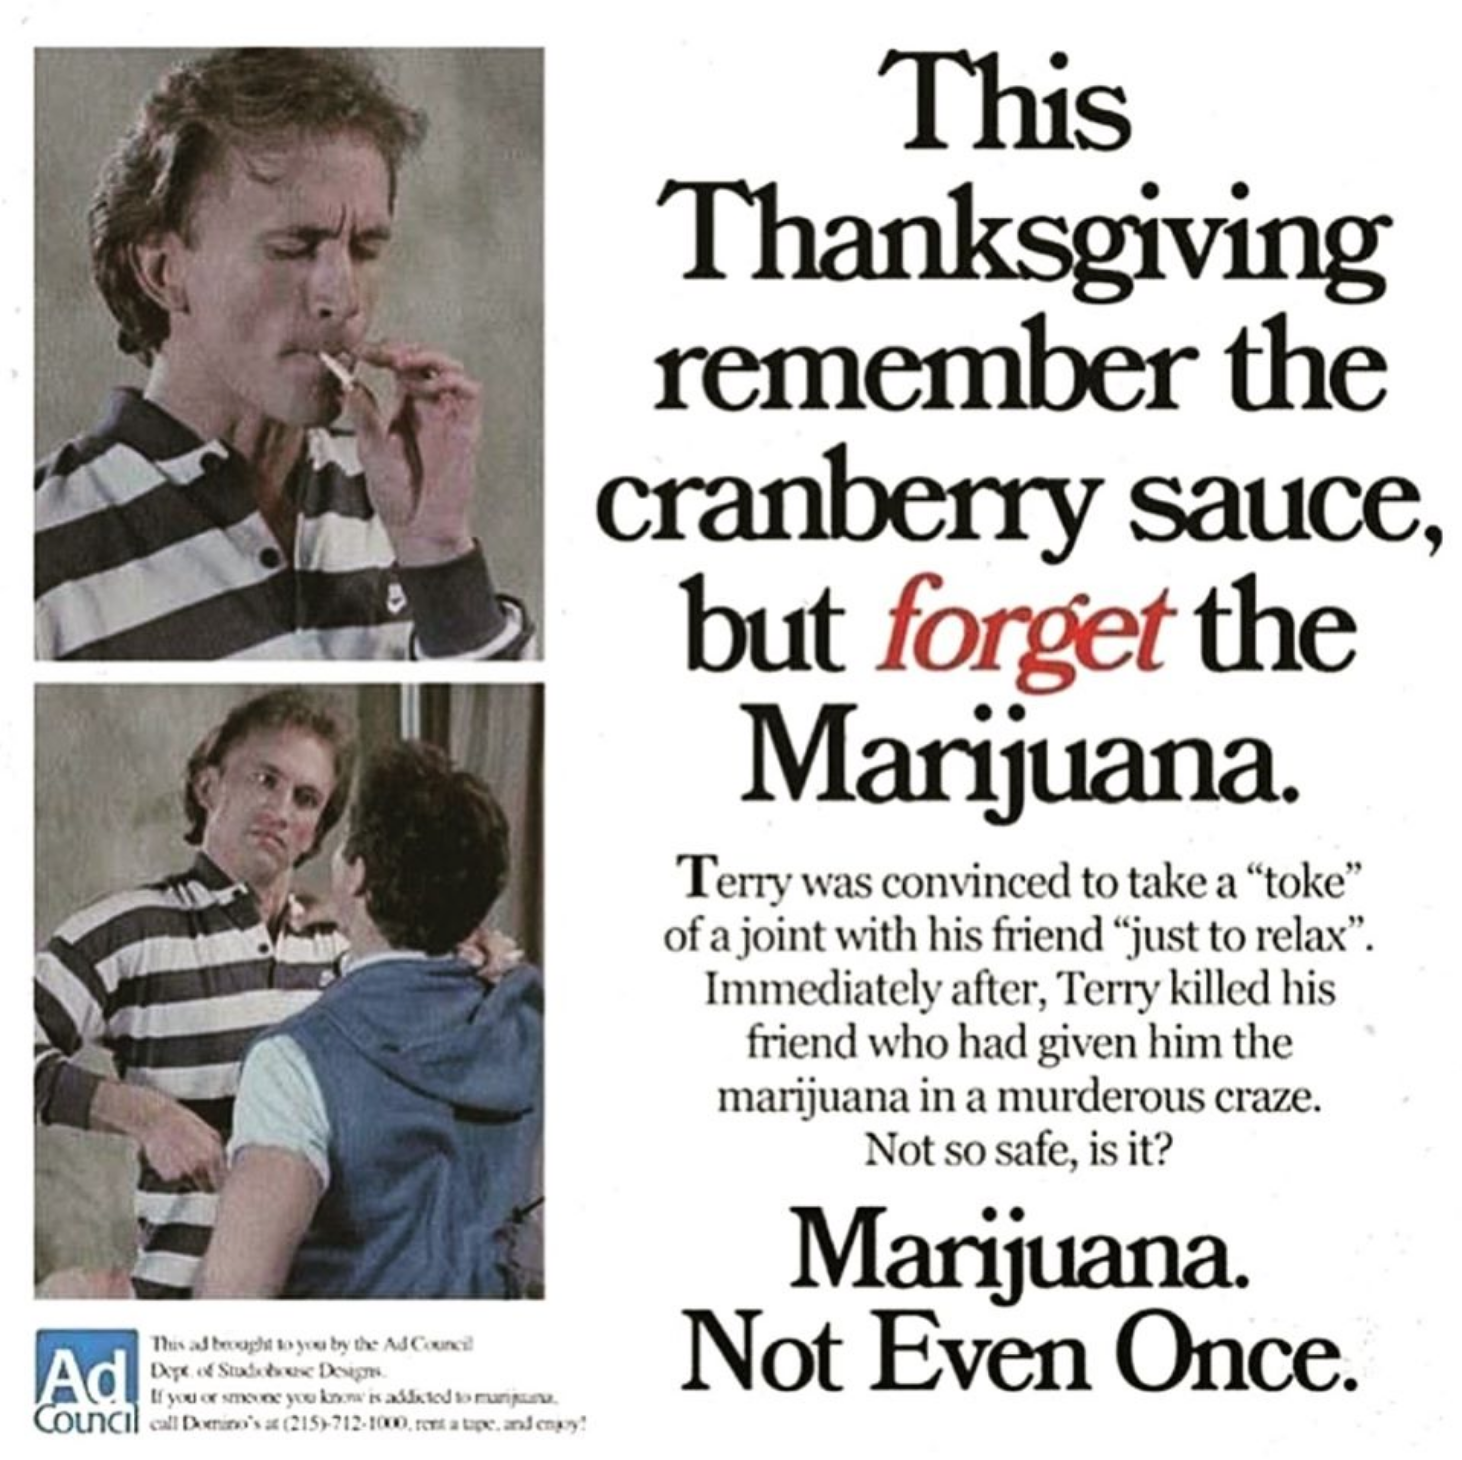 This
Thanksgiving
remember the
cranberry sauce,
but forget the
Marijuana.
Terry was convinced to take a “toke”
of a joint with his friend “just to relax”.
Immediately after, Terry killed his
friend who had given him the
marijuana in a murderous craze.
Not so safe, is it?
Marijuana.
Not Even Once.
Ad
Council
This ad brought to you by the Ad Council
Dept. of Studiohouse Designs.
If you or smeone you know is addicted to marijuana,
call Domino's at (215)-712-1000, rent a tape, and enjoy!